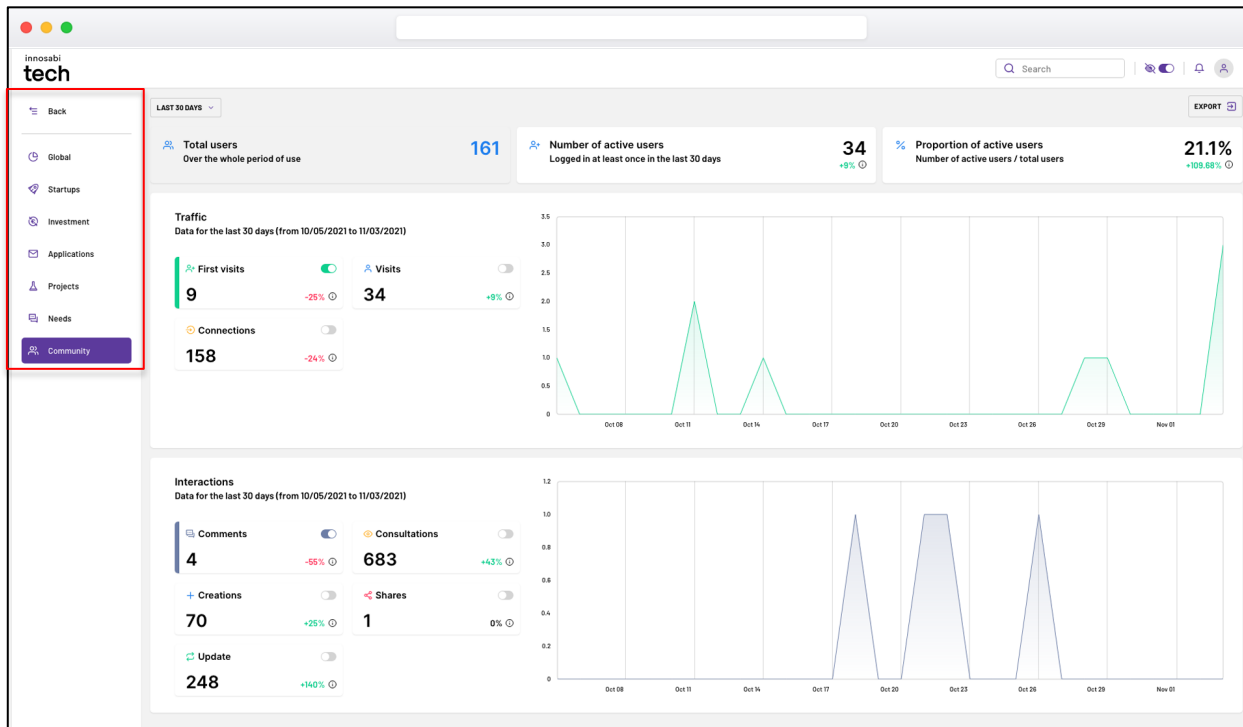 innosabi
tech
Search
Back
Global
Startups
Investment
Applications
Projects
Needs
Community
LAST 30 DAYS
EXPORT
Total users
Over the whole period of use
161
Number of active users
Logged in at least once in the last 30 days
34
+9%
Proportion of active users
Number of active users / total users
21.1%
+109.68%
Traffic
Data for the last 30 days (from 10/05/2021 to 11/03/2021)
First visits
9
-25%
Visits
34
+9%
Connections
158
-24%
3.5
3.0
2.5
2.0
1.5
1.0
0.5
0
Oct 08 Oct 11 Oct 14 Oct 17 Oct 20 Oct 23 Oct 26 Oct 29 Nov 01
Interactions
Data for the last 30 days (from 10/05/2021 to 11/03/2021)
Comments
4
-55%
Consultations
683
+43%
Creations
70
+25%
Shares
1
0%
Update
248
+140%
1.2
1.0
0.8
0.6
0.4
0.2
0
Oct 08 Oct 11 Oct 14 Oct 17 Oct 20 Oct 23 Oct 26 Oct 29 Nov 01